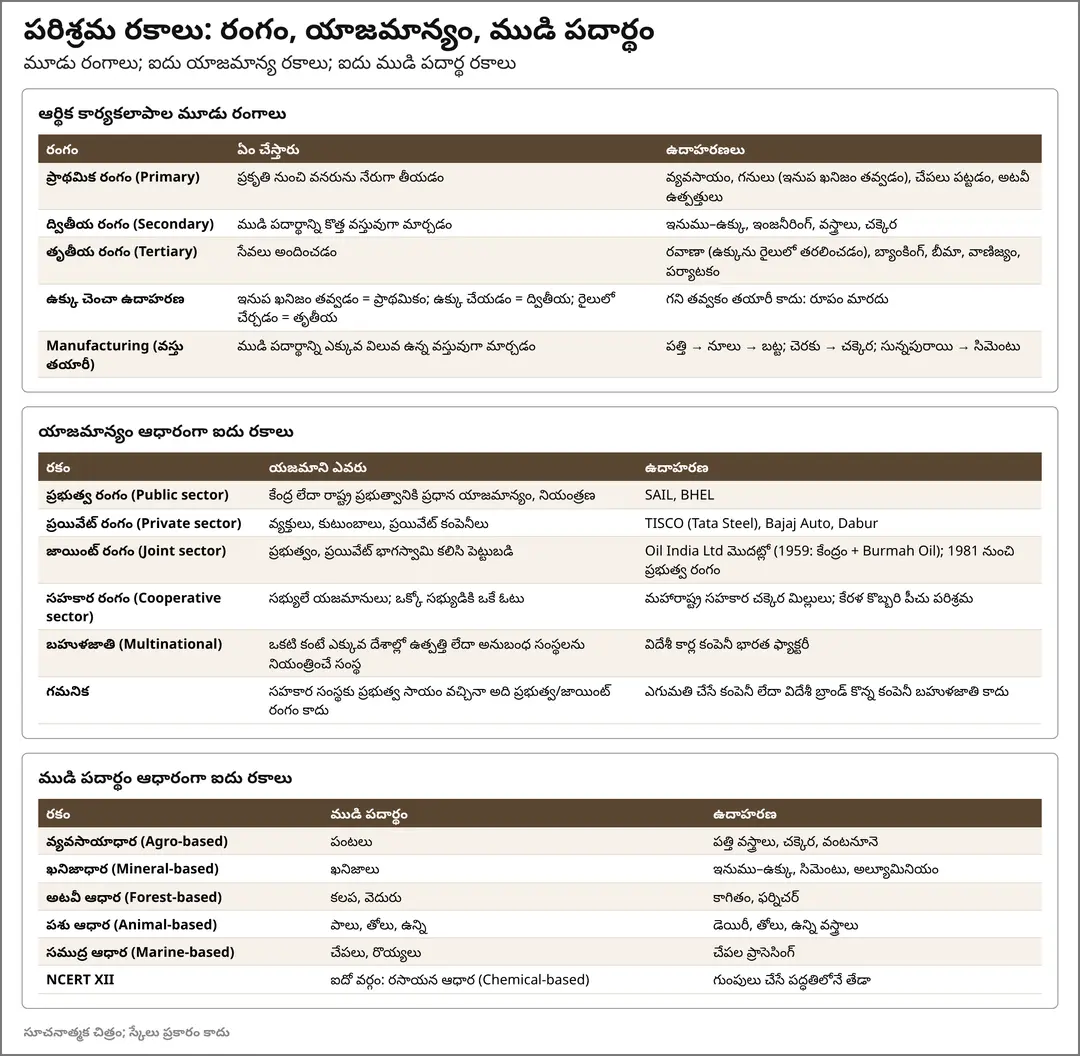 పరిశ్రమ రకాలు: రంగం, యాజమాన్యం, ముడి పదార్థం
మూడు రంగాలు; ఐదు యాజమాన్య రకాలు; ఐదు ముడి పదార్థ రకాలు
ఆర్థిక కార్యకలాపాల మూడు రంగాలు
రంగం ఏం చేస్తారు ఉదాహరణలు
ప్రాథమిక రంగం (Primary) ప్రకృతి నుంచి వనరును నేరుగా తీయడం వ్యవసాయం, గనులు (ఇనుప ఖనిజం తవ్వడం), చేపలు పట్టడం, అటవీ
ఉత్పత్తులు
ద్వితీయ రంగం (Secondary) ముడి పదార్థాన్ని కొత్త వస్తువుగా మార్చడం ఇనుము–ఉక్కు, ఇంజనీరింగ్, వస్త్రాలు, చక్కెర
తృతీయ రంగం (Tertiary) సేవలు అందించడం రవాణా (ఉక్కును రైలులో తరలించడం), బ్యాంకింగ్, బీమా, వాణిజ్యం,
పర్యాటకం
ఉక్కు చెంచా ఉదాహరణ ఇనుప ఖనిజం తవ్వడం = ప్రాథమికం; ఉక్కు చేయడం = ద్వితీయ; రైలులో గని తవ్వకం తయారీ కాదు: రూపం మారదు
చేర్చడం = తృతీయ
Manufacturing (వస్తు ముడి పదార్థాన్ని ఎక్కువ విలువ ఉన్న వస్తువుగా మార్చడం పత్తి → నూలు → బట్ట; చెరకు → చక్కెర; సున్నపురాయి → సిమెంటు
తయారీ)
యాజమాన్యం ఆధారంగా ఐదు రకాలు
రకం యజమాని ఎవరు ఉదాహరణ
ప్రభుత్వ రంగం (Public sector) కేంద్ర లేదా రాష్ట్ర ప్రభుత్వానికి ప్రధాన యాజమాన్యం, నియంత్రణ SAIL, BHEL
ప్రయివేట్ రంగం (Private sector) వ్యక్తులు, కుటుంబాలు, ప్రయివేట్ కంపెనీలు TISCO (Tata Steel), Bajaj Auto, Dabur
జాయింట్ రంగం (Joint sector) ప్రభుత్వం, ప్రయివేట్ భాగస్వామి కలిసి పెట్టుబడి Oil India Ltd మొదట్లో (1959: కేంద్రం + Burmah Oil); 1981 నుంచి
ప్రభుత్వ రంగం
సహకార రంగం (Cooperative సభ్యులే యజమానులు; ఒక్కో సభ్యుడికి ఒకే ఓటు మహారాష్ట్ర సహకార చక్కెర మిల్లులు; కేరళ కొబ్బరి పీచు పరిశ్రమ
sector)
బహుళజాతి (Multinational) ఒకటి కంటే ఎక్కువ దేశాల్లో ఉత్పత్తి లేదా అనుబంధ సంస్థలను విదేశీ కార్ల కంపెనీ భారత ఫ్యాక్టరీ
నియంత్రించే సంస్థ
గమనిక సహకార సంస్థకు ప్రభుత్వ సాయం వచ్చినా అది ప్రభుత్వ/జాయింట్ ఎగుమతి చేసే కంపెనీ లేదా విదేశీ బ్రాండ్ కొన్న కంపెనీ బహుళజాతి కాదు
రంగం కాదు
ముడి పదార్థం ఆధారంగా ఐదు రకాలు
రకం ముడి పదార్థం ఉదాహరణ
వ్యవసాయాధార (Agro-based) పంటలు పత్తి వస్త్రాలు, చక్కెర, వంటనూనె
ఖనిజాధార (Mineral-based) ఖనిజాలు ఇనుము–ఉక్కు, సిమెంటు, అల్యూమినియం
అటవీ ఆధార (Forest-based) కలప, వెదురు కాగితం, ఫర్నిచర్
పశు ఆధార (Animal-based) పాలు, తోలు, ఉన్ని డెయిరీ, తోలు, ఉన్ని వస్త్రాలు
సముద్ర ఆధార (Marine-based) చేపలు, రొయ్యలు చేపల ప్రాసెసింగ్
NCERT XII ఐదో వర్గం: రసాయన ఆధార (Chemical-based) గుంపులు చేసే పద్ధతిలోనే తేడా
సూచనాత్మక చిత్రం; స్కేలు ప్రకారం కాదు